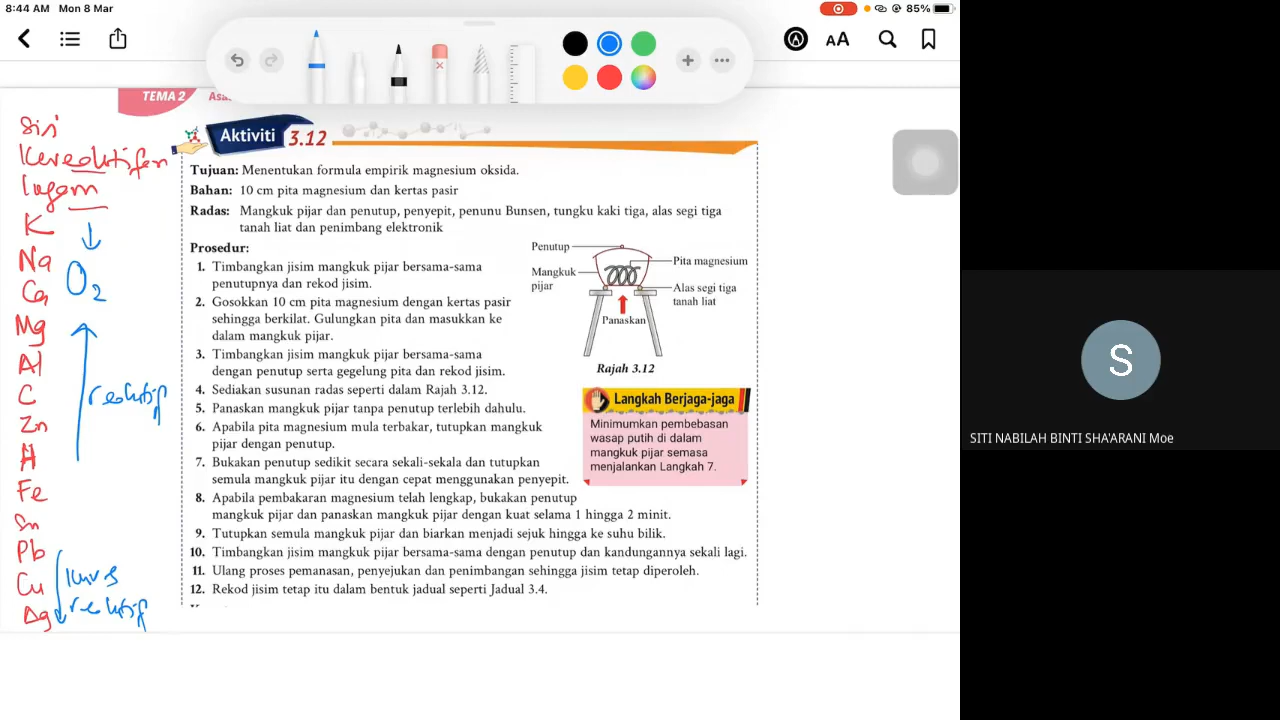 8:44 AM Mon 8 Mar
85%
AA
TEMA 2
Aktiviti 3.12
Tujuan: Menentukan formula empirik magnesium oksida.
Bahan: 10 cm pita magnesium dan kertas pasir
Radas: Mangkuk pijar dan penutup, penyepit, penunu Bunsen, tungku kaki tiga, alas segi tiga
tanah liat dan penimbang elektronik
Prosedur:
1. Timbangkan jisim mangkuk pijar bersama-sama
penutupnya dan rekod jisim.
2. Gosokkan 10 cm pita magnesium dengan kertas pasir
sehingga berkilat. Gulungkan pita dan masukkan ke
dalam mangkuk pijar.
3. Timbangkan jisim mangkuk pijar bersama-sama
dengan penutup serta gegelung pita dan rekod jisim.
4. Sediakan susunan radas seperti dalam Rajah 3.12.
5. Panaskan mangkuk pijar tanpa penutup terlebih dahulu.
6. Apabila pita magnesium mula terbakar, tutupkan mangkuk
pijar dengan penutup.
7. Bukakan penutup sedikit secara sekali-sekala dan tutupkan
semula mangkuk pijar itu dengan cepat menggunakan penyepit.
8. Apabila pembakaran magnesium telah lengkap, bukakan penutup
mangkuk pijar dan panaskan mangkuk pijar dengan kuat selama 1 hingga 2 minit.
9. Tutupkan semula mangkuk pijar dan biarkan menjadi sejuk hingga ke suhu bilik.
10. Timbangkan jisim mangkuk pijar bersama-sama dengan penutup dan kandungannya sekali lagi.
11. Ulang proses pemanasan, penyejukan dan penimbangan sehingga jisim tetap diperoleh.
12. Rekod jisim tetap itu dalam bentuk jadual seperti Jadual 3.4.
Penutup
Mangkuk
pijar
Pita magnesium
Alas segi tiga
tanah liat
Panaskan
Rajah 3.12
Langkah Berjaga-jaga
Minimumkan pembebasan
wasap putih di dalam
mangkuk pijar semasa
menjalankan Langkah 7.
Siri
kereaktifan
logam
K
Na
Ca
Mg
Al
C
Zn
H
Fe
Sn
Pb
Cu
Ag
O2
reaktif
kurg
reaktif
S
SITI NABILAH BINTI SHA'ARANI Moe